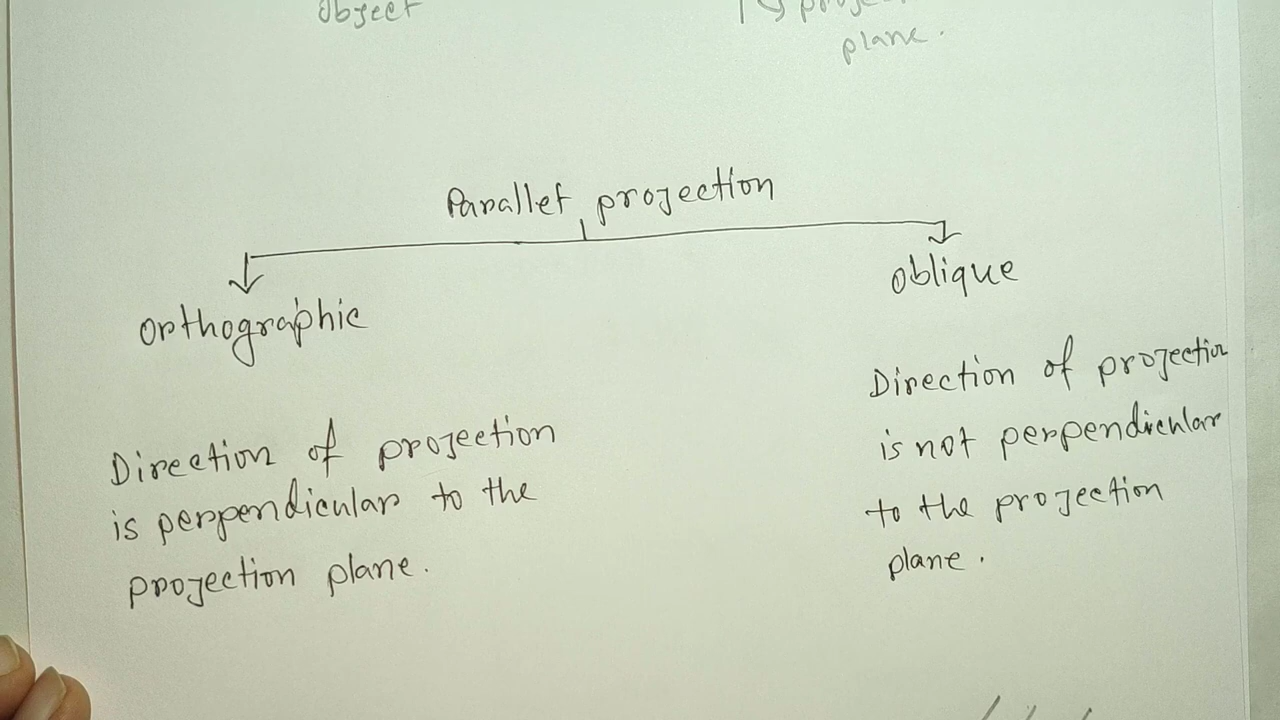 object
plane.
Parallel projection
Orthographic
Oblique
Direction of projection
is perpendicular to the
projection plane.
Direction of projection
is not perpendicular
to the projection
plane.